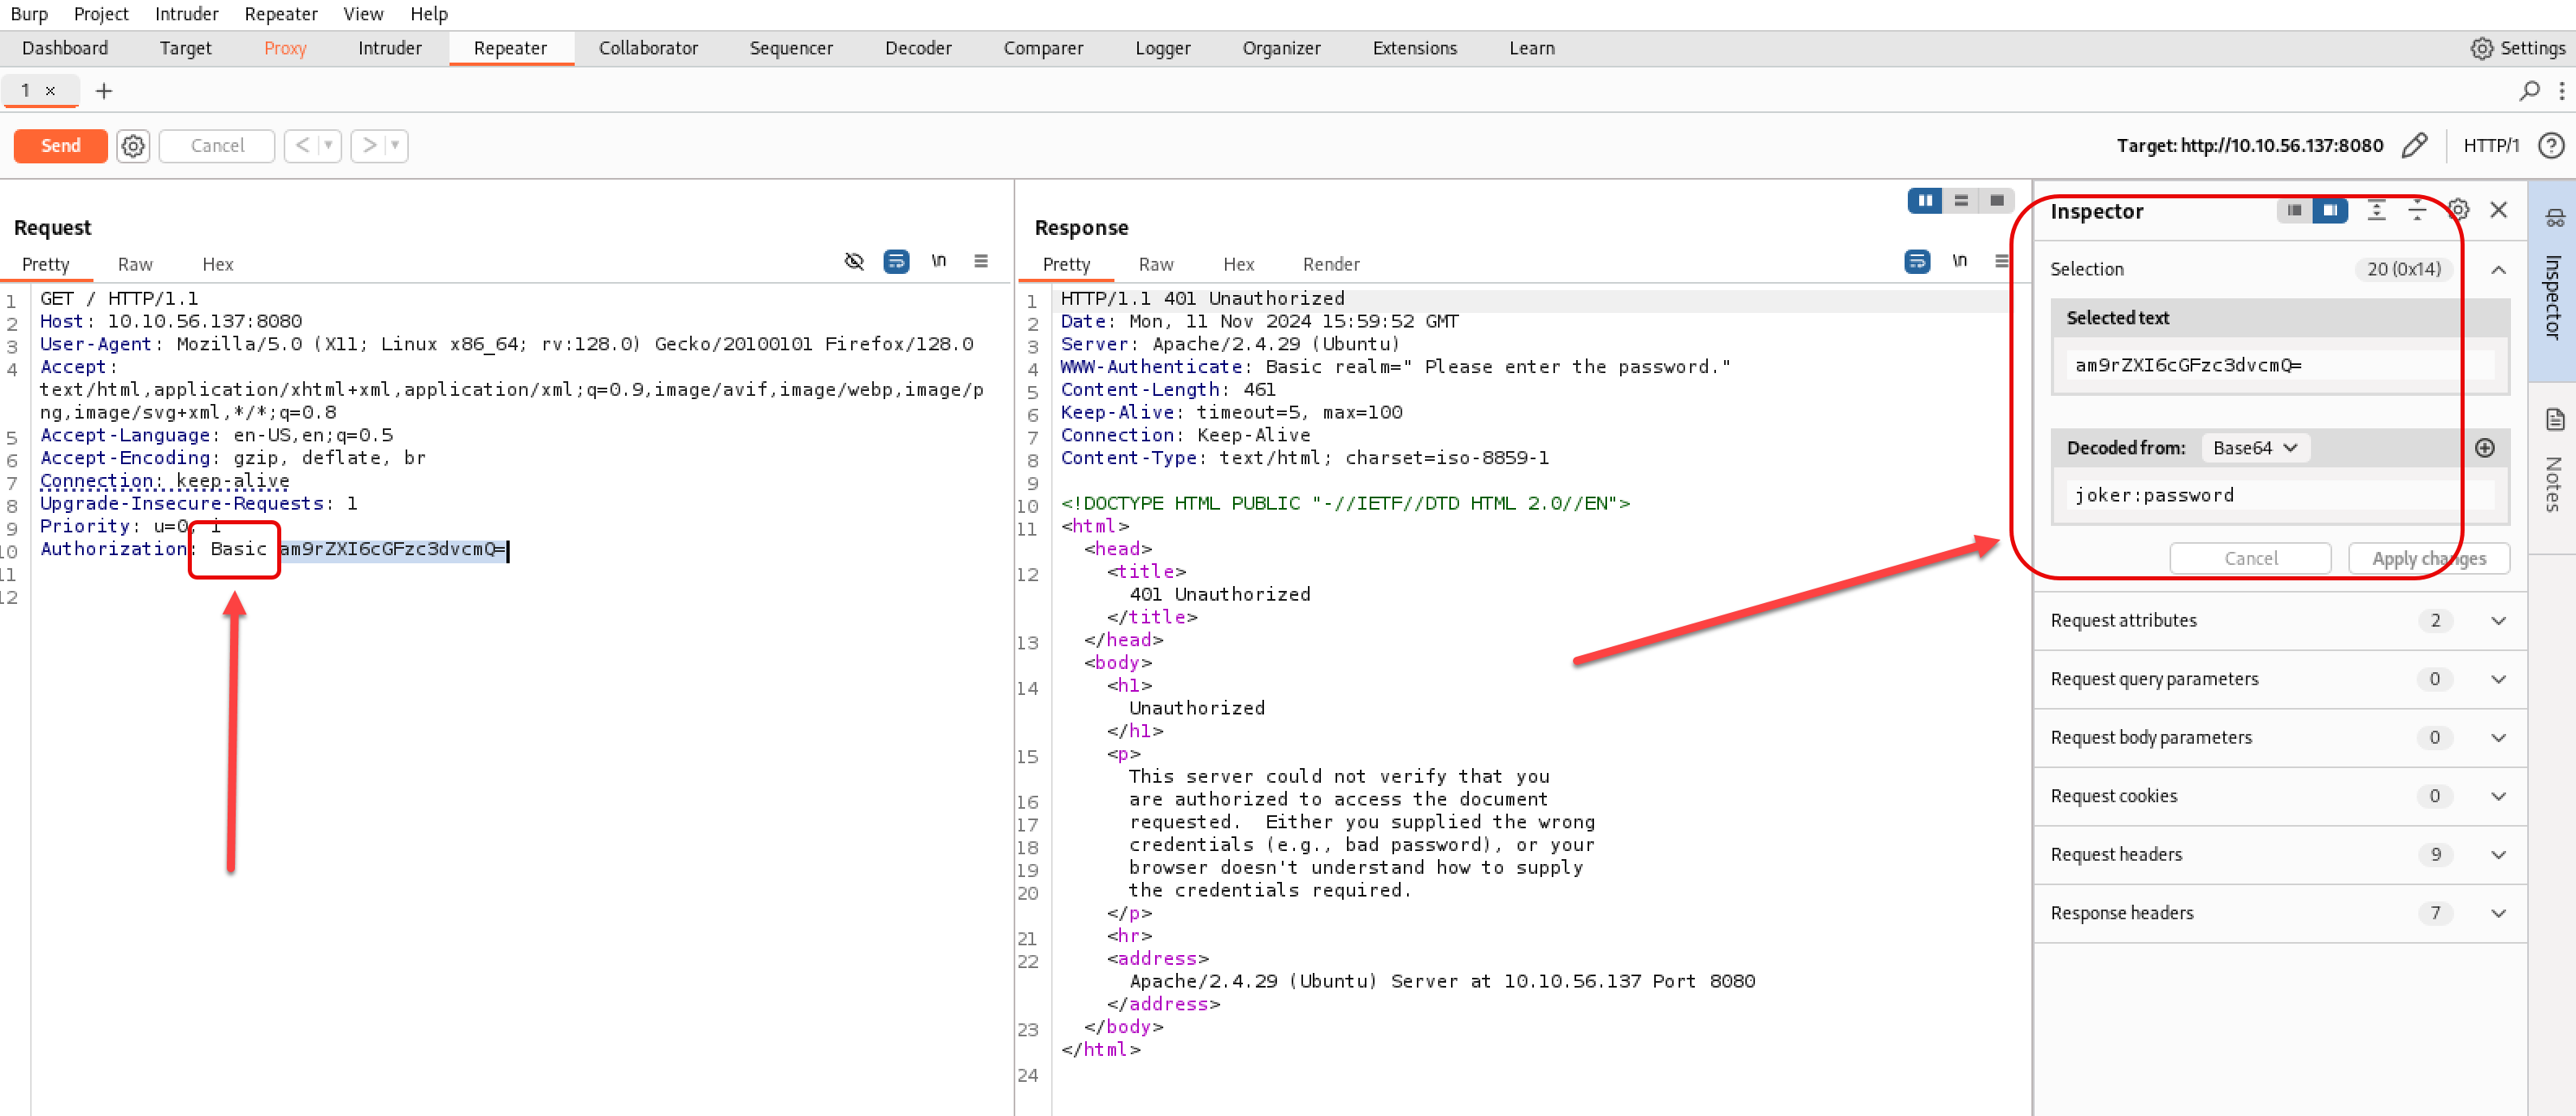 Burp Project Intruder Repeater View Help
Dashboard Target Proxy Intruder Repeater Collaborator Sequencer Decoder Comparer Logger Organizer Extensions Learn Settings
1 × +
Send Cancel < > Target: http://10.10.56.137:8080 HTTP/1
Request
Pretty Raw Hex \n
1 GET / HTTP/1.1
2 Host: 10.10.56.137:8080
3 User-Agent: Mozilla/5.0 (X11; Linux x86_64; rv:128.0) Gecko/20100101 Firefox/128.0
4 Accept:
text/html,application/xhtml+xml,application/xml;q=0.9,image/avif,image/webp,image/p
ng,image/svg+xml,*/*;q=0.8
5 Accept-Language: en-US,en;q=0.5
6 Accept-Encoding: gzip, deflate, br
7 Connection: keep-alive
8 Upgrade-Insecure-Requests: 1
9 Priority: u=0, i
10 Authorization: Basic am9rZXI6cGFzc3dvcmQ=
11
12
Response
Pretty Raw Hex Render \n
1 HTTP/1.1 401 Unauthorized
2 Date: Mon, 11 Nov 2024 15:59:52 GMT
3 Server: Apache/2.4.29 (Ubuntu)
4 WWW-Authenticate: Basic realm=" Please enter the password."
5 Content-Length: 461
6 Keep-Alive: timeout=5, max=100
7 Connection: Keep-Alive
8 Content-Type: text/html; charset=iso-8859-1
9
10 <!DOCTYPE HTML PUBLIC "-//IETF//DTD HTML 2.0//EN">
11 <html>
<head>
12 <title>
401 Unauthorized
</title>
13 </head>
<body>
14 <h1>
Unauthorized
</h1>
15 <p>
This server could not verify that you
16 are authorized to access the document
17 requested.  Either you supplied the wrong
18 credentials (e.g., bad password), or your
19 browser doesn't understand how to supply
20 the credentials required.
</p>
21 <hr>
22 <address>
Apache/2.4.29 (Ubuntu) Server at 10.10.56.137 Port 8080
</address>
23 </body>
</html>
24
Inspector
Selection 20 (0x14)
Selected text
am9rZXI6cGFzc3dvcmQ=
Decoded from: Base64
joker:password
Cancel Apply changes
Request attributes 2
Request query parameters 0
Request body parameters 0
Request cookies 0
Request headers 9
Response headers 7
Inspector
Notes